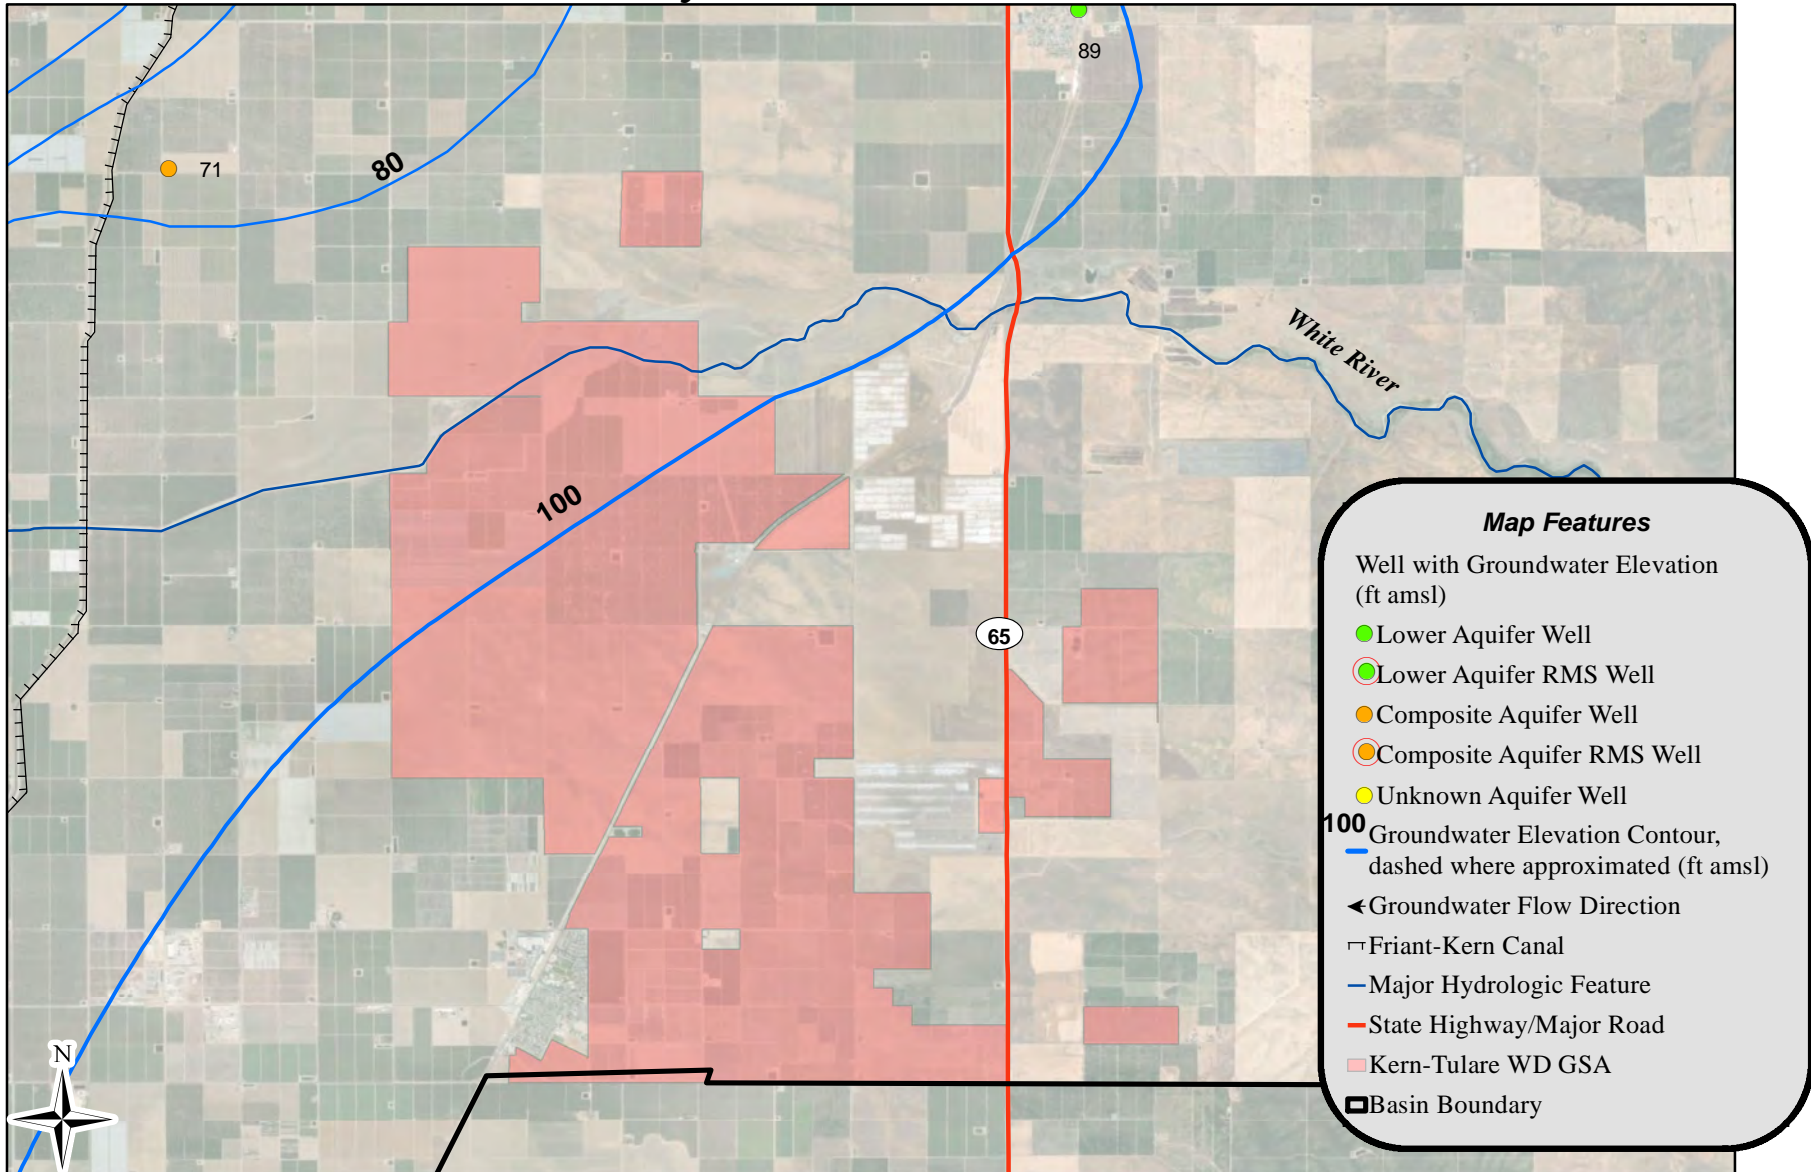 89
71
80
White River
100
65
N
Map Features
Well with Groundwater Elevation
(ft amsl)
Lower Aquifer Well
Lower Aquifer RMS Well
Composite Aquifer Well
Composite Aquifer RMS Well
Unknown Aquifer Well
100
Groundwater Elevation Contour,
dashed where approximated (ft amsl)
Groundwater Flow Direction
Friant-Kern Canal
Major Hydrologic Feature
State Highway/Major Road
Kern-Tulare WD GSA
Basin Boundary